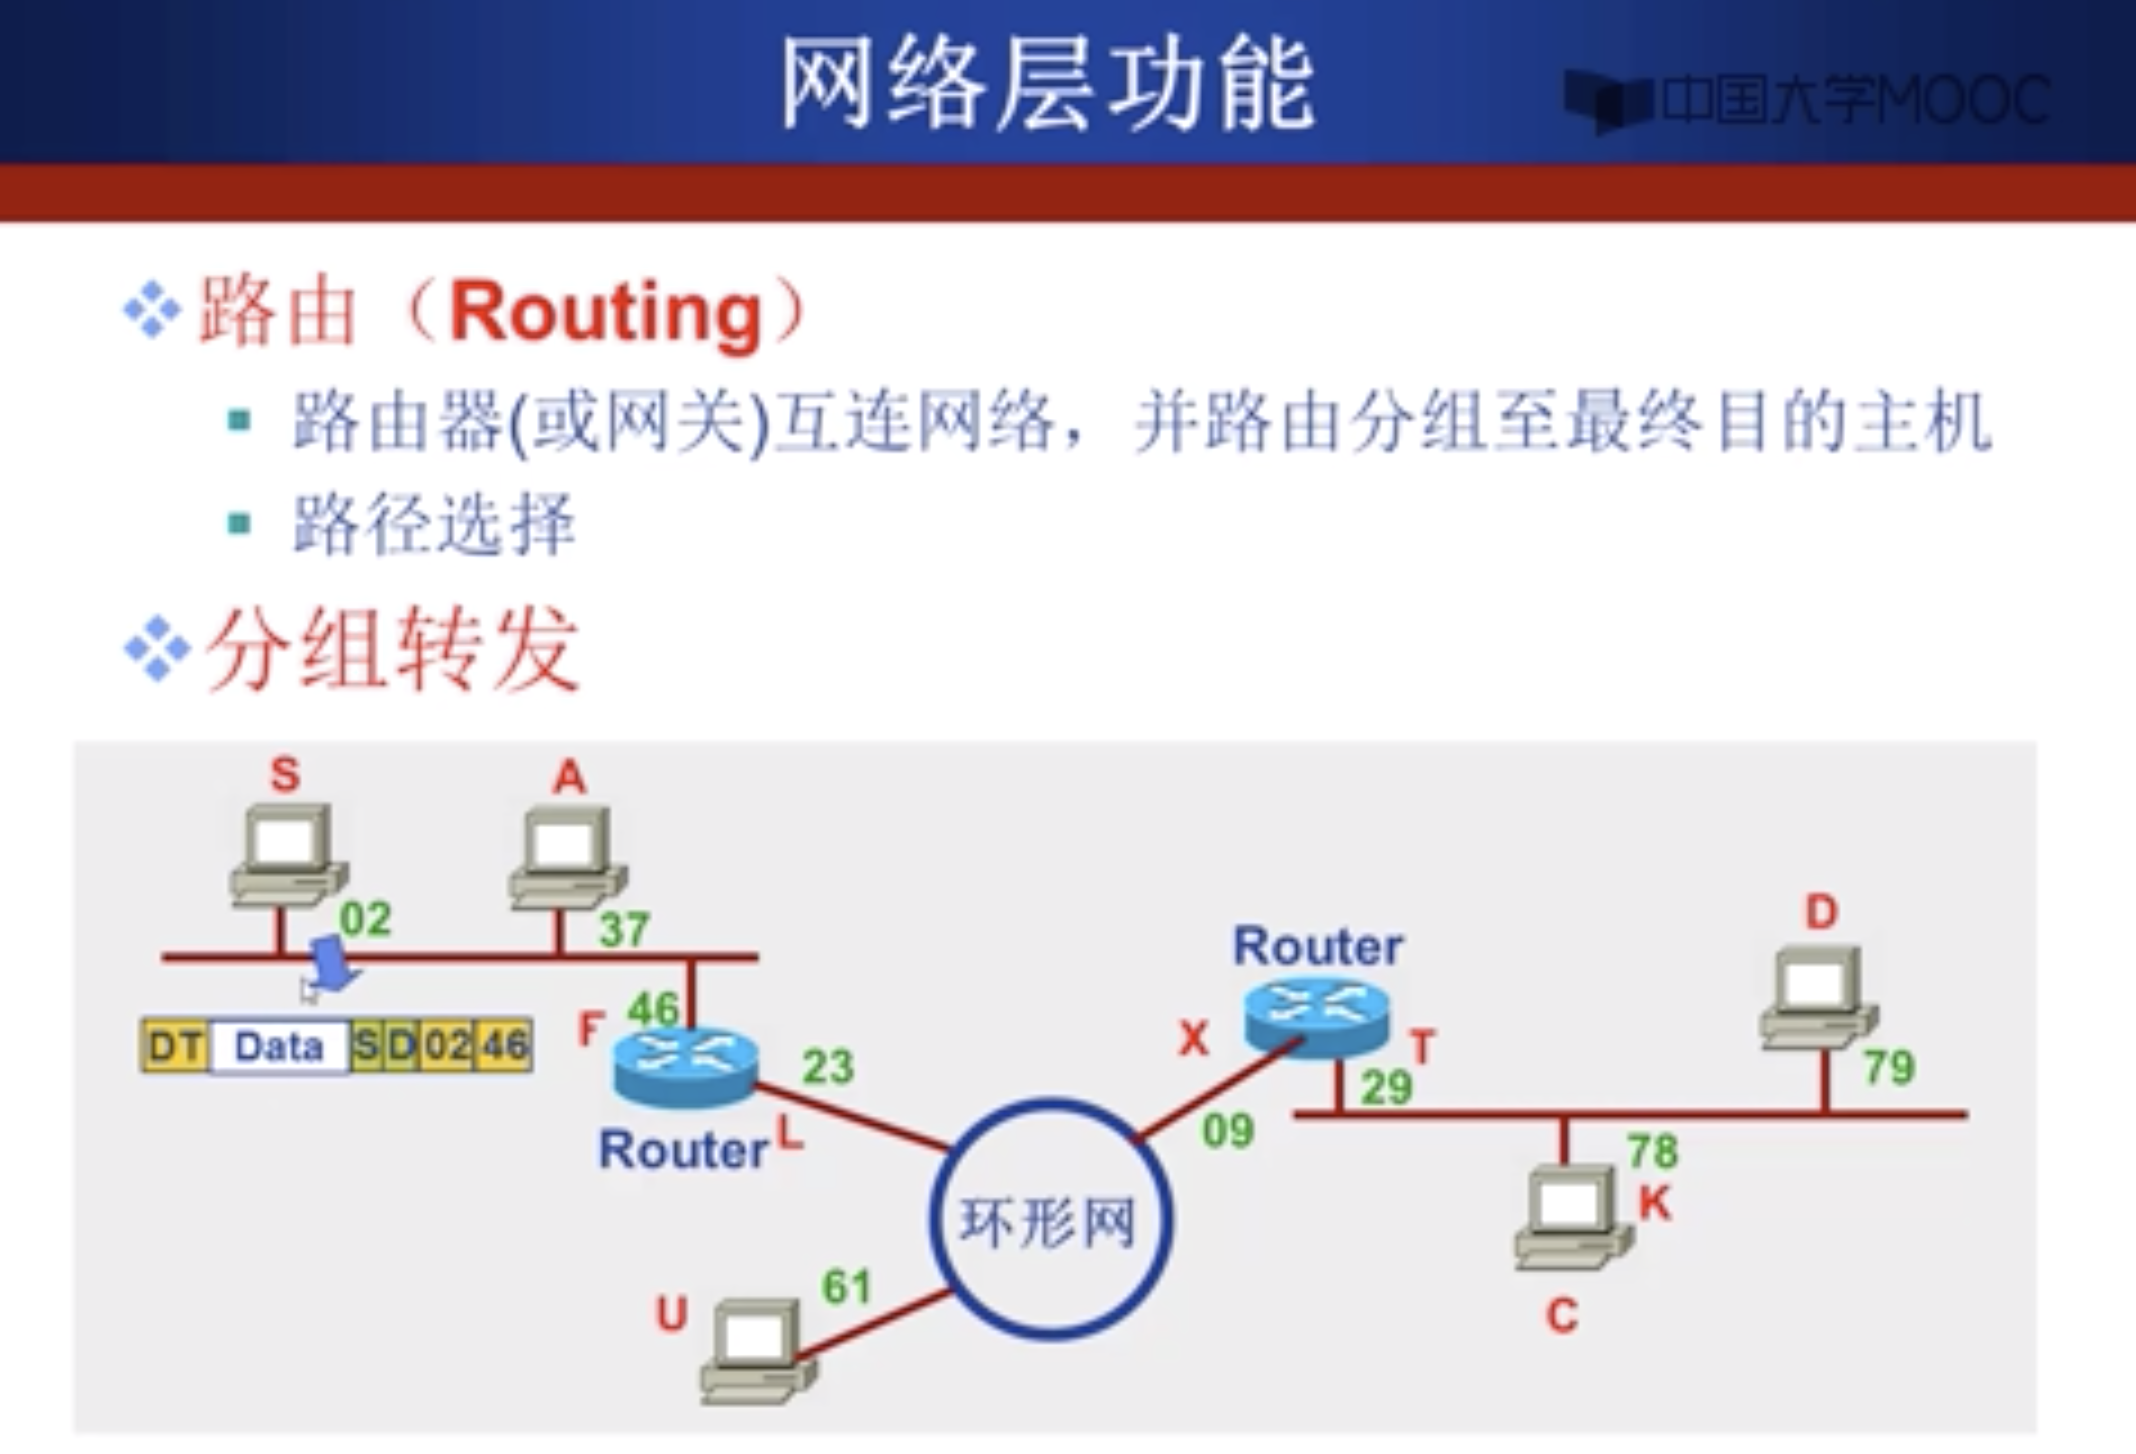 网络层功能
中国大学MOOC
路由（Routing）
路由器(或网关)互连网络，并路由分组至最终目的主机
路径选择
分组转发
S
A
02
37
D
Router
F
46
X
T
DT Data S D 02 46
23
29
79
Router
L
09
78
环形网
K
U
61
C